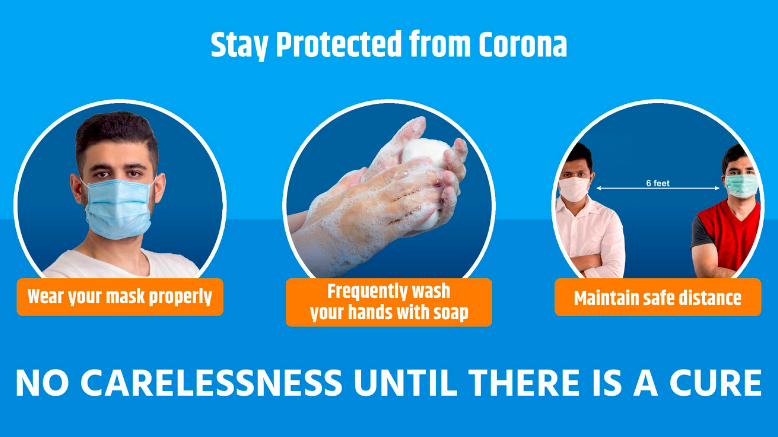 Stay Protected from Corona
6 feet
Wear your mask properly
Frequently wash
your hands with soap
Maintain safe distance
NO CARELESSNESS UNTIL THERE IS A CURE